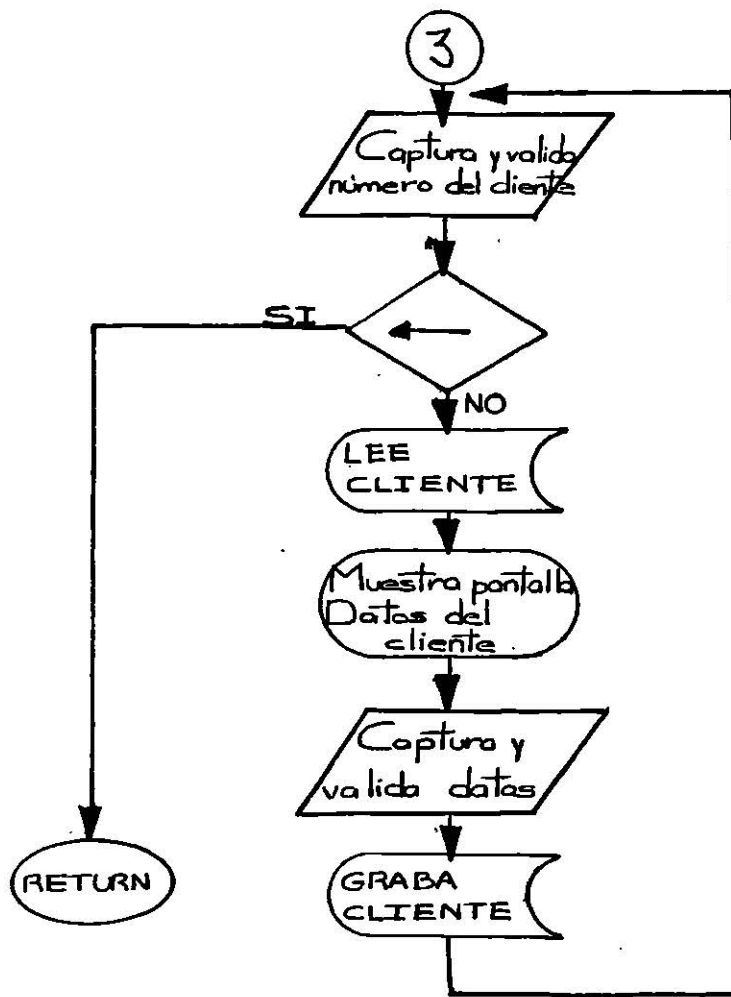 3
Captura y valida
número del cliente
SI
NO
LEE
CLIENTE
Muestra pantalla
Datos del
cliente
Captura y
valida datos
RETURN
GRABA
CLIENTE